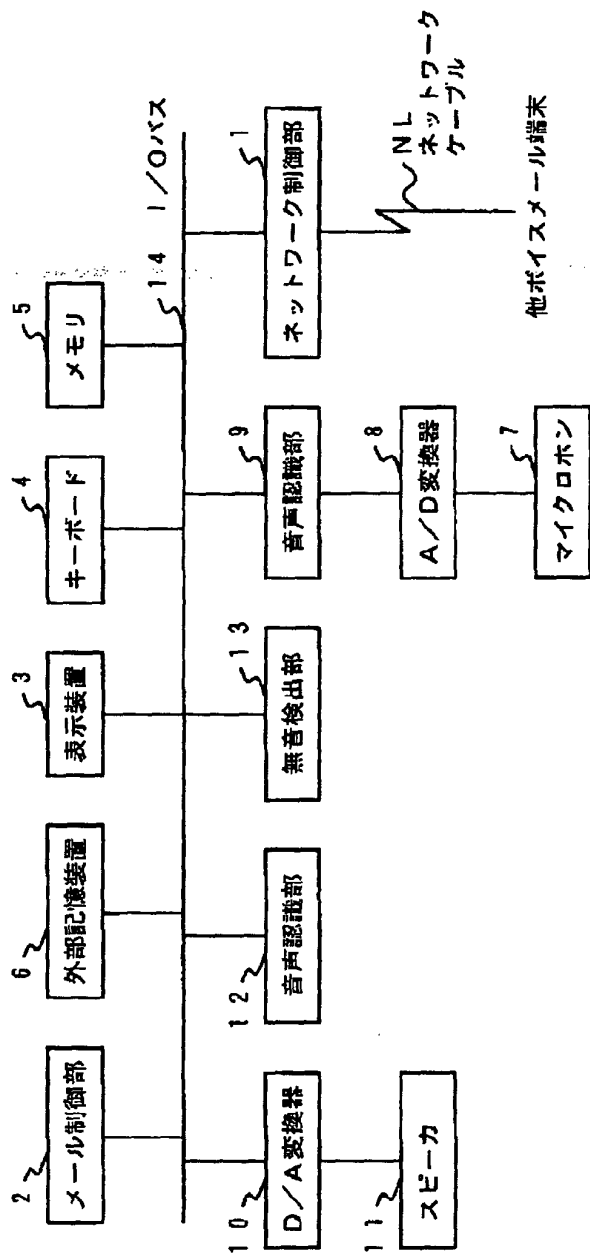 2
メール制御部
6
外部記憶装置
3
表示装置
4
キーボード
5
メモリ
14
I/Oバス
10
D/A変換器
12
音声認識部
13
無音検出部
9
音声認識部
1
ネットワーク制御部
11
スピーカ
8
A/D変換器
NL
ネットワーク
ケーブル
7
マイクロホン
他ボイスメール端末